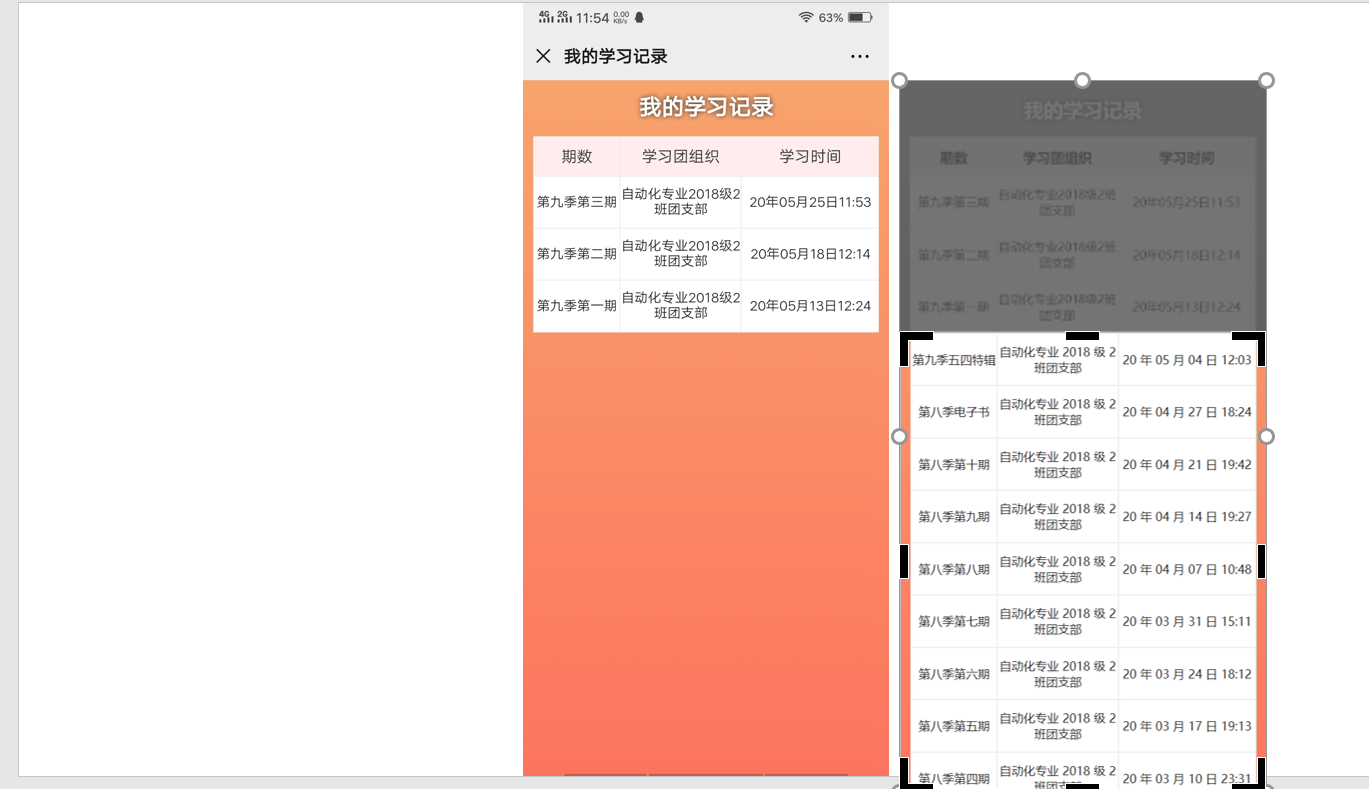 4G 2G 11:54 0.00 KB/s 63%
我的学习记录
我的学习记录
期数 学习团组织 学习时间
第九季第三期 自动化专业2018级2 20年05月25日11:53
班团支部
第九季第二期 自动化专业2018级2 20年05月18日12:14
班团支部
第九季第一期 自动化专业2018级2 20年05月13日12:24
班团支部
我的学习记录
期数 学习团组织 学习时间
第九季第三期 自动化专业2018级2班 20年05月25日11:53
团支部
第九季第二期 自动化专业2018级2班 20年05月18日12:14
团支部
第九季第一期 自动化专业2018级2班 20年05月13日12:24
团支部
第九季五四特辑 自动化专业 2018 级 2 20 年 05 月 04 日 12:03
班团支部
第八季电子书 自动化专业 2018 级 2 20 年 04 月 27 日 18:24
班团支部
第八季第十期 自动化专业 2018 级 2 20 年 04 月 21 日 19:42
班团支部
第八季第九期 自动化专业 2018 级 2 20 年 04 月 14 日 19:27
班团支部
第八季第八期 自动化专业 2018 级 2 20 年 04 月 07 日 10:48
班团支部
第八季第七期 自动化专业 2018 级 2 20 年 03 月 31 日 15:11
班团支部
第八季第六期 自动化专业 2018 级 2 20 年 03 月 24 日 18:12
班团支部
第八季第五期 自动化专业 2018 级 2 20 年 03 月 17 日 19:13
班团支部
第八季第四期 自动化专业 2018 级 2 20 年 03 月 10 日 23:31